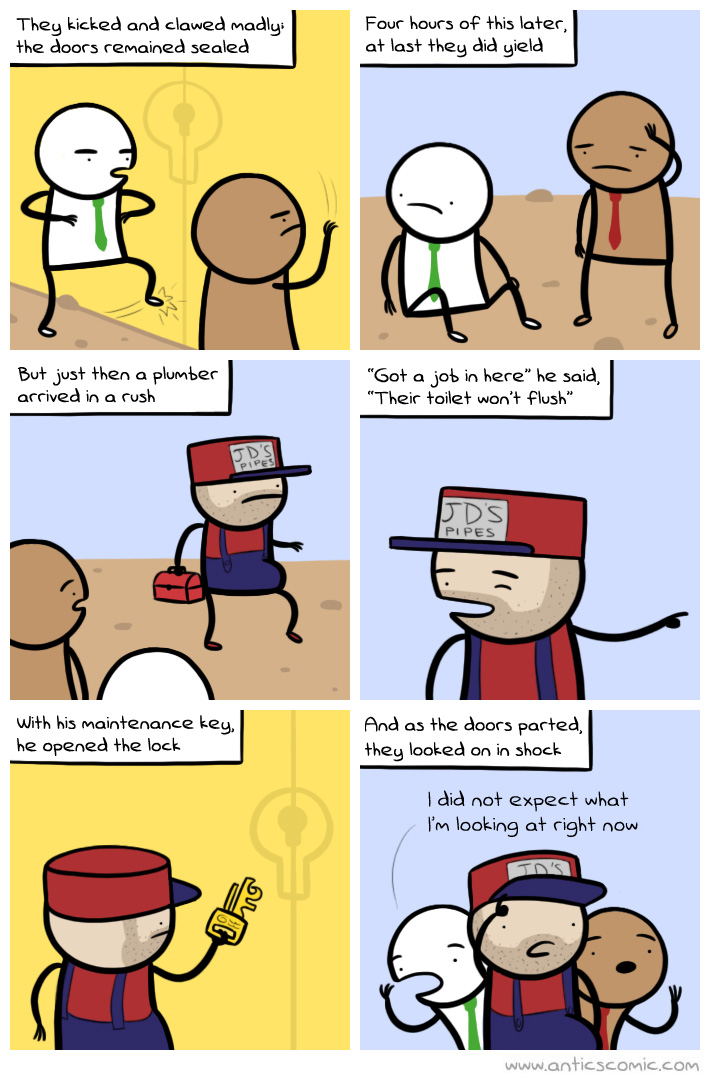 They kicked and clawed madly;
the doors remained sealed
Four hours of this later,
at last they did yield
But just then a plumber
arrived in a rush
JD'S
PIPES
"Got a job in here" he said,
"Their toilet won't flush"
JD'S
PIPES
With his maintenance key,
he opened the lock
And as the doors parted,
they looked on in shock
I did not expect what
I'm looking at right now
JD'S
www.anticscomic.com